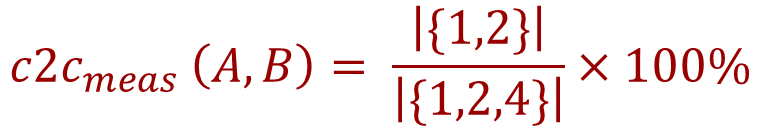 c2c_meas (A, B) = |{1,2}| / |{1,2,4}| × 100%